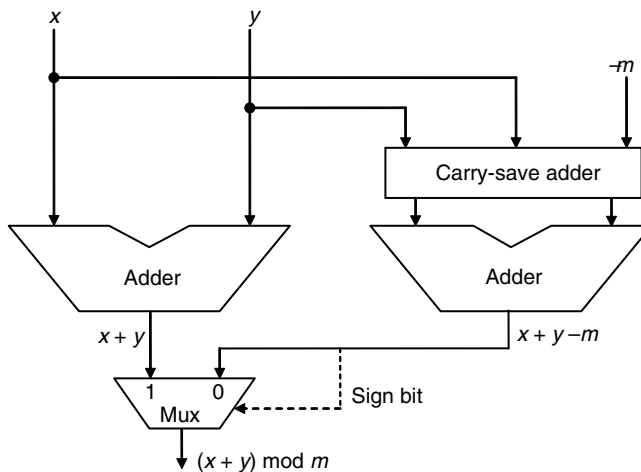 x
y
–m
Carry-save adder
Adder
Adder
x + y
x + y –m
1 0
Sign bit
Mux
(x + y) mod m